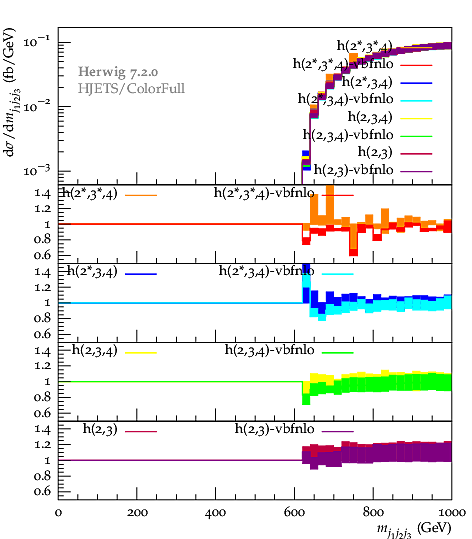 dσ/dm_{j1j2j3} (fb/GeV)
10^{-1}
10^{-2}
10^{-3}
Herwig 7.2.0
HJETS/ColorFull
h(2*,3*,4)
h(2*,3*,4)-vbfnlo
h(2*,3,4)
h(2*,3,4)-vbfnlo
h(2,3,4)
h(2,3,4)-vbfnlo
h(2,3)
h(2,3)-vbfnlo
h(2*,3*,4) h(2*,3*,4)-vbfnlo
1.4
1.2
1
0.8
0.6
h(2*,3,4) h(2*,3,4)-vbfnlo
1.4
1.2
1
0.8
0.6
h(2,3,4) h(2,3,4)-vbfnlo
1.4
1.2
1
0.8
0.6
h(2,3) h(2,3)-vbfnlo
1.4
1.2
1
0.8
0.6
0 200 400 600 800 1000
m_{j1j2j3} (GeV)